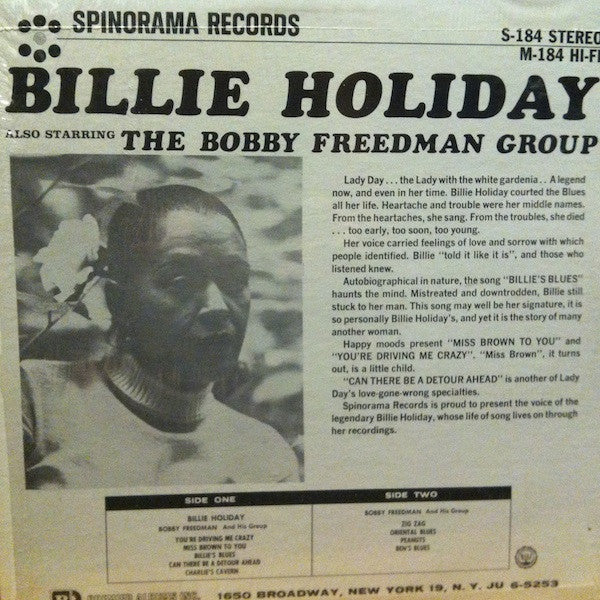 SPINORAMA RECORDS
S-184 STEREO
M-184 HI-FI
BILLIE HOLIDAY
ALSO STARRING THE BOBBY FREEDMAN GROUP
Lady Day . . . the Lady with the white gardenia . . A legend
now, and even in her time. Billie Holiday courted the Blues
all her life. Heartache and trouble were her middle names.
From the heartaches, she sang. From the troubles, she died
. . . too early, too soon, too young.
Her voice carried feelings of love and sorrow with which
people identified. Billie "told it like it is", and those who
listened knew.
Autobiographical in nature, the song "BILLIE'S BLUES"
haunts the mind. Mistreated and downtrodden, Billie still
stuck to her man. This song may well be her signature, it is
so personally Billie Holiday's, and yet it is the story of many
another woman.
Happy moods present "MISS BROWN TO YOU" and
"YOU'RE DRIVING ME CRAZY". "Miss Brown", it turns
out, is a little child.
"CAN THERE BE A DETOUR AHEAD" is another of Lady
Day's love-gone-wrong specialties.
Spinorama Records is proud to present the voice of the
legendary Billie Holiday, whose life of song lives on through
her recordings.
SIDE ONE
BILLIE HOLIDAY
BOBBY FREEDMAN And His Group
YOU'RE DRIVING ME CRAZY
MISS BROWN TO YOU
BILLIE'S BLUES
CAN THERE BE A DETOUR AHEAD
CHARLIE'S CAVERN
SIDE TWO
BOBBY FREEDMAN And His Group
ZIG ZAG
ORIENTAL BLUES
PEANUTS
BEN'S BLUES
1650 BROADWAY, NEW YORK 19, N. Y. JU 6-5253